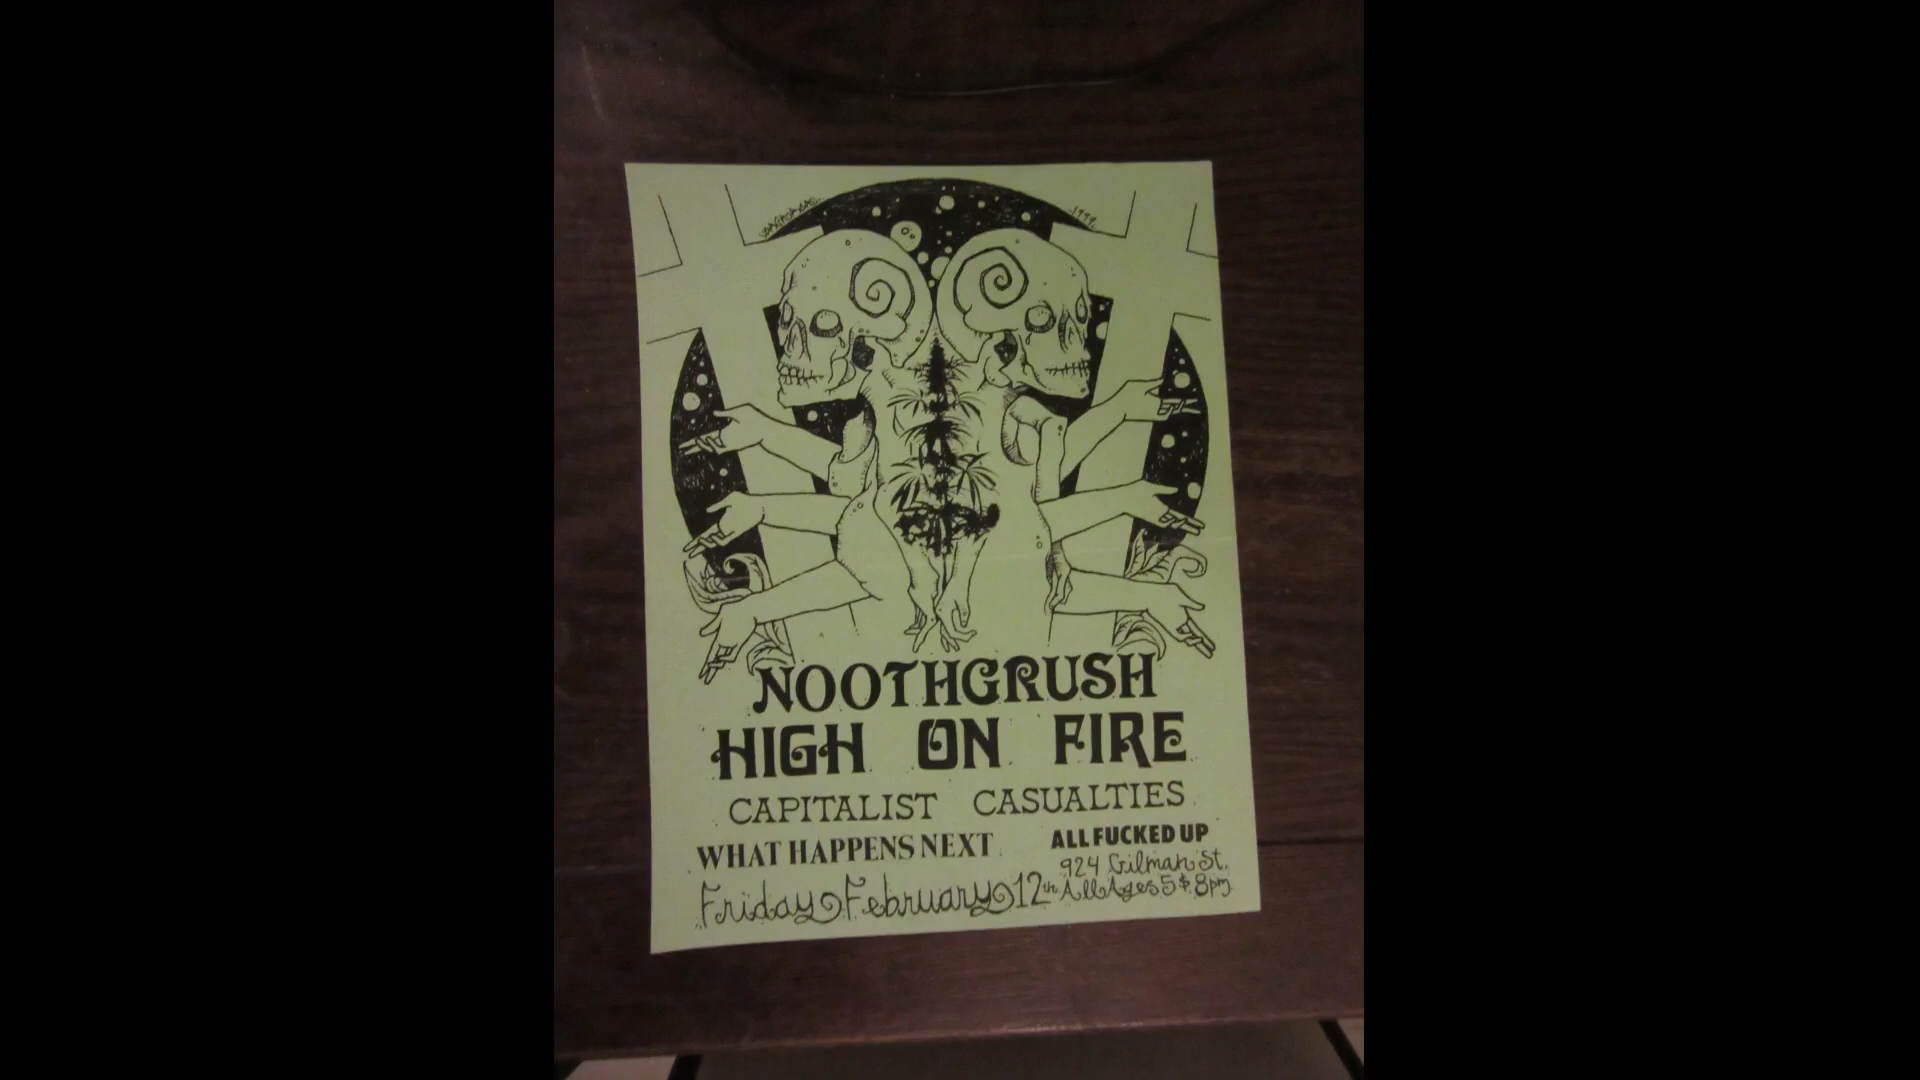 1999
NOOTHGRUSH
HIGH ON FIRE
CAPITALIST CASUALTIES
WHAT HAPPENS NEXT
ALL FUCKED UP
924 Gilman St.
Friday February 12th All Ages 5$ 8pm